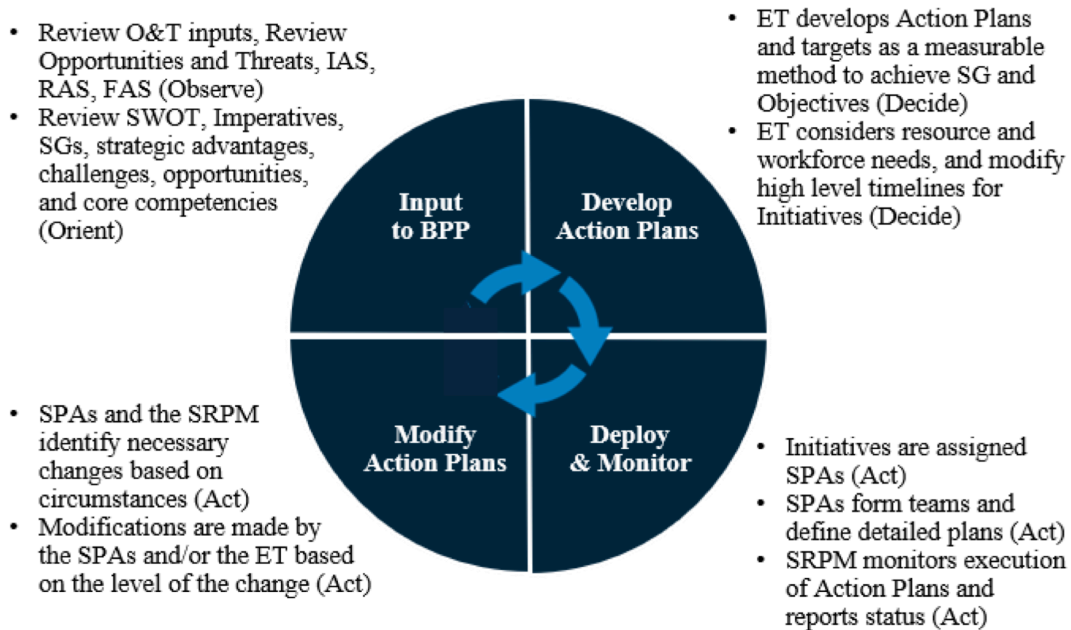 • Review O&T inputs, Review
Opportunities and Threats, IAS,
RAS, FAS (Observe)
• Review SWOT, Imperatives,
SGs, strategic advantages,
challenges, opportunities,
and core competencies
(Orient)
• ET develops Action Plans
and targets as a measurable
method to achieve SG and
Objectives (Decide)
• ET considers resource and
workforce needs, and modify
high level timelines for
Initiatives (Decide)
Input
to BPP
Develop
Action Plans
Modify
Action Plans
Deploy
& Monitor
• SPAs and the SRPM
identify necessary
changes based on
circumstances (Act)
• Modifications are made by
the SPAs and/or the ET based
on the level of the change (Act)
• Initiatives are assigned
SPAs (Act)
• SPAs form teams and
define detailed plans (Act)
• SRPM monitors execution
of Action Plans and
reports status (Act)